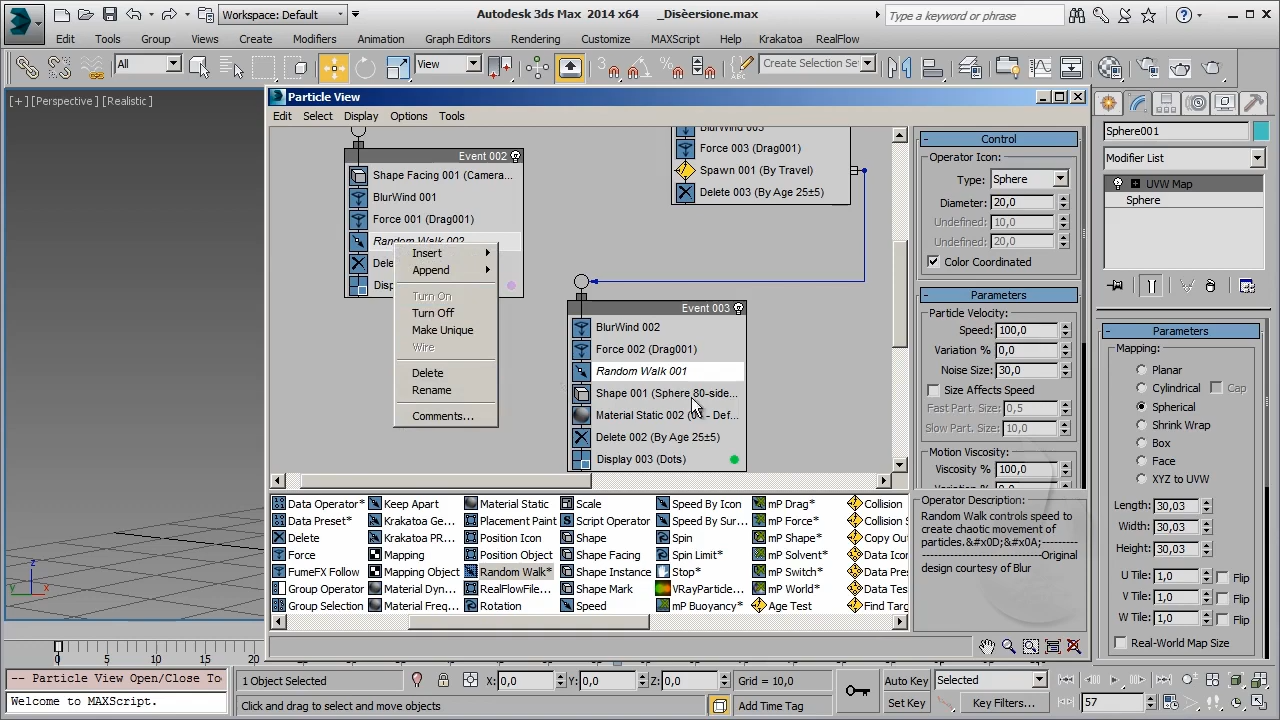 Workspace: Default
Autodesk 3ds Max 2014 x64 _Disèersione.max
Type a keyword or phrase
Edit Tools Group Views Create Modifiers Animation Graph Editors Rendering Customize MAXScript Help Krakatoa RealFlow
All
View
Create Selection Se
[+] [Perspective] [Realistic]
Particle View
Edit Select Display Options Tools
Event 002
Shape Facing 001 (Camera...
BlurWind 001
Force 001 (Drag001)
Random Walk 002
Dele
Disp
Insert
Append
Turn On
Turn Off
Make Unique
Wire
Delete
Rename
Comments...
BlurWind 003
Force 003 (Drag001)
Spawn 001 (By Travel)
Delete 003 (By Age 25±5)
Event 003
BlurWind 002
Force 002 (Drag001)
Random Walk 001
Shape 001 (Sphere 80-side...
Material Static 002 (04 - Def...
Delete 002 (By Age 25±5)
Display 003 (Dots)
Data Operator* Keep Apart Material Static Scale Speed By Icon mP Drag* Collision
Data Preset* Krakatoa Ge... Placement Paint Script Operator Speed By Sur... mP Force* Collision S
Delete Krakatoa PR... Position Icon Shape Spin mP Shape* Copy Out
Force Mapping Position Object Shape Facing Spin Limit* mP Solvent* Data Icon
FumeFX Follow Mapping Object Random Walk* Shape Instance Stop* mP Switch* Data Pres
Group Operator Material Dyn... RealFlowFile... Shape Mark VRayParticle... mP World* Data Test
Group Selection Material Freq... Rotation Speed mP Buoyancy* Age Test Find Targ
Control
Operator Icon:
Type: Sphere
Diameter: 20,0
Undefined: 10,0
Undefined: 20,0
Color Coordinated
Parameters
Particle Velocity:
Speed: 100,0
Variation % 0,0
Noise Size: 30,0
Size Affects Speed
Fast Part. Size: 0,5
Slow Part. Size: 10,0
Motion Viscosity:
Viscosity % 100,0
Operator Description:
Random Walk controls speed to
create chaotic movement of
particles.&#x0D;&#x0A;---------
-----------------------Original
design courtesy of Blur
Sphere001
Modifier List
UVW Map
Sphere
Parameters
Mapping:
Planar
Cylindrical Cap
Spherical
Shrink Wrap
Box
Face
XYZ to UVW
Length: 30,03
Width: 30,03
Height: 30,03
U Tile: 1,0 Flip
V Tile: 1,0 Flip
W Tile: 1,0 Flip
Real-World Map Size
z
y
x
0 5 10 15 20
-- Particle View Open/Close To
Welcome to MAXScript.
1 Object Selected
X: 0,0 Y: 0,0 Z: 0,0 Grid = 10,0
Click and drag to select and move objects
Add Time Tag
Auto Key Selected
Set Key Key Filters...
57